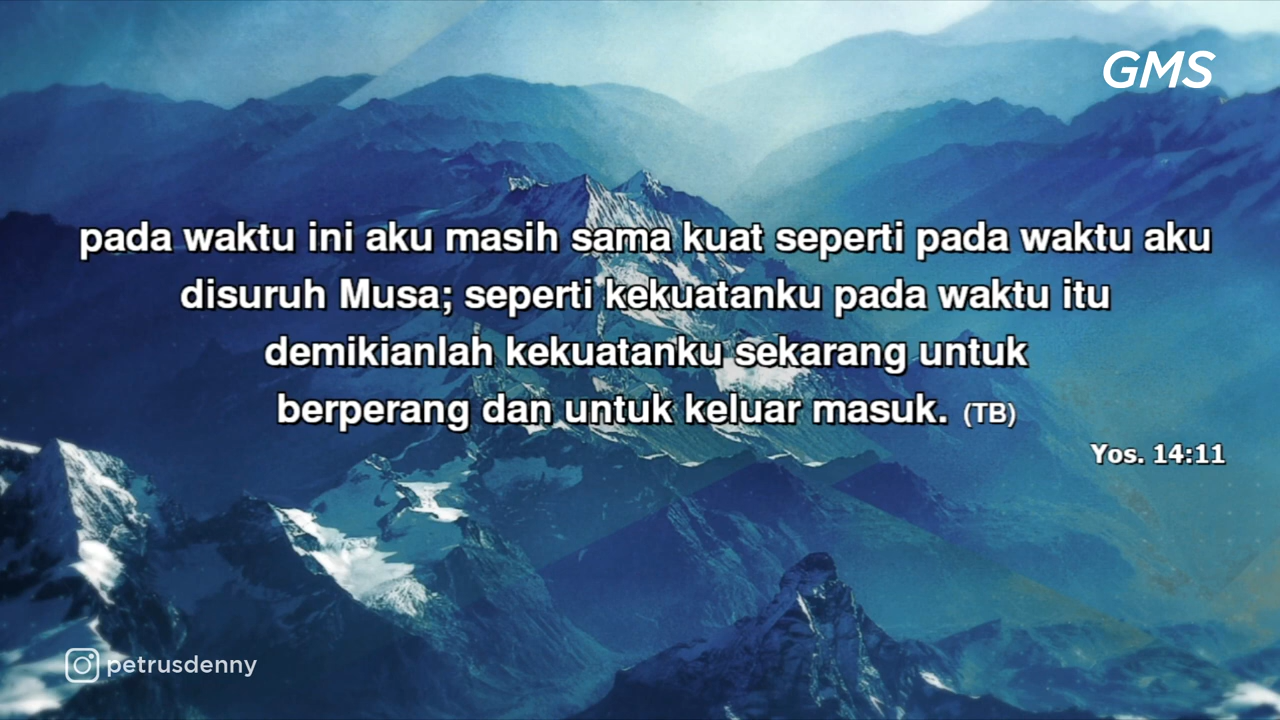 GMS
pada waktu ini aku masih sama kuat seperti pada waktu aku
disuruh Musa; seperti kekuatanku pada waktu itu
demikianlah kekuatanku sekarang untuk
berperang dan untuk keluar masuk. (TB)
Yos. 14:11
petrusdenny